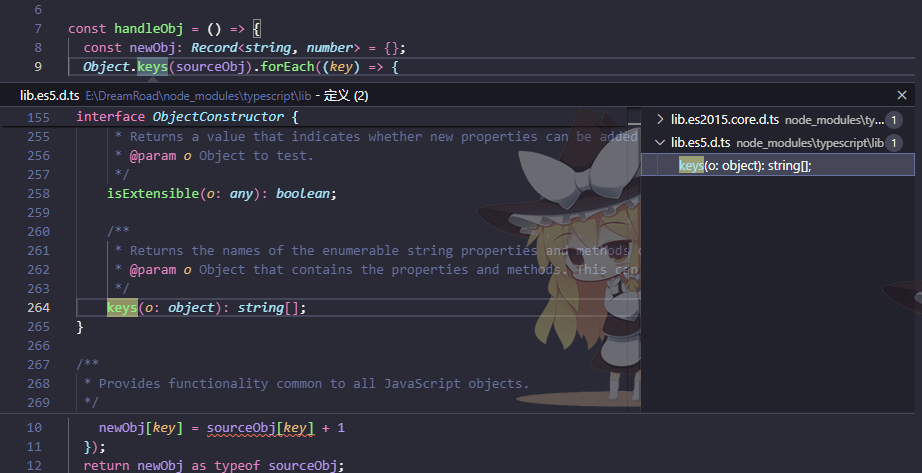 6
7 const handleObj = () => {
8 const newObj: Record<string, number> = {};
9 Object.keys(sourceObj).forEach((key) => {
lib.es5.d.ts E:\DreamRoad\node_modules\typescript\lib - 定义 (2)
155 interface ObjectConstructor {
255 * Returns a value that indicates whether new properties can be added
256 * @param o Object to test.
257 */
258 isExtensible(o: any): boolean;
259
260 /**
261 * Returns the names of the enumerable string properties and methods o
262 * @param o Object that contains the properties and methods. This can
263 */
264 keys(o: object): string[];
265 }
266
267 /**
268 * Provides functionality common to all JavaScript objects.
269 */
lib.es2015.core.d.ts node_modules\ty... 1
lib.es5.d.ts node_modules\typescript\lib 1
keys(o: object): string[];
10 newObj[key] = sourceObj[key] + 1
11 });
12 return newObj as typeof sourceObj;